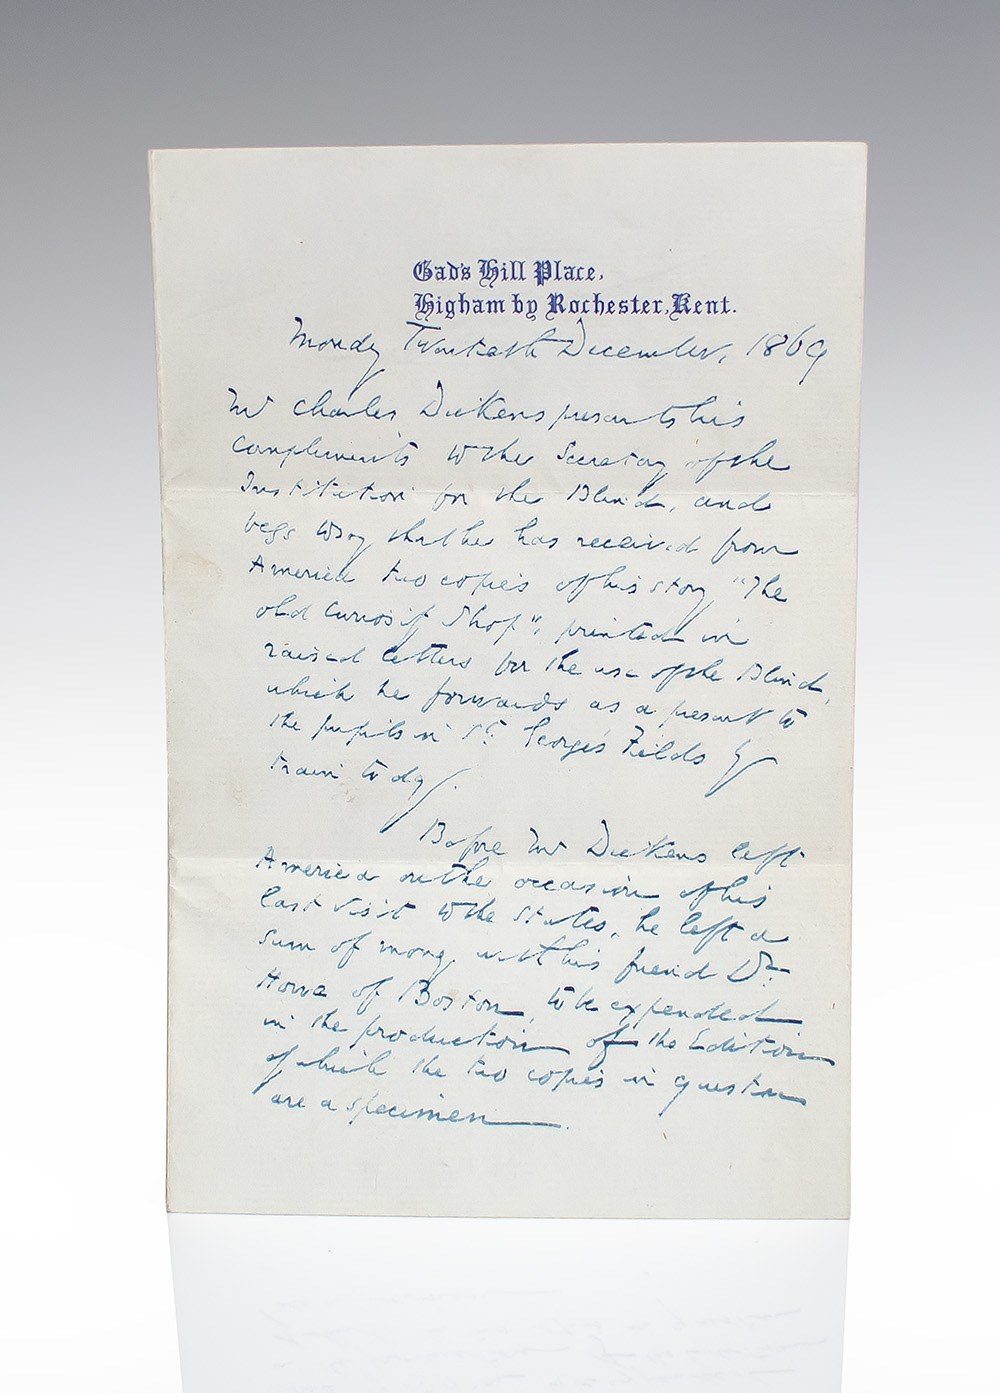 Gad's Hill Place,
Higham by Rochester, Kent.
Monday Twentieth December, 1869
Mr Charles Dickens presents his
compliments to the Secretary of the
Institution for the Blind, and
begs to say that he has received from
America two copies of his story "The
old Curiosity Shop", printed in
raised letters for the use of the Blind,
which he forwards as a present to
the pupils in St. George's Fields by
train to day.
Before Mr Dickens left
America on the occasion of his
last visit to the States, he left a
sum of money with his friend Dr.
Howe of Boston, to be expended
in the production of the Edition
of which the two copies in question
are a specimen.